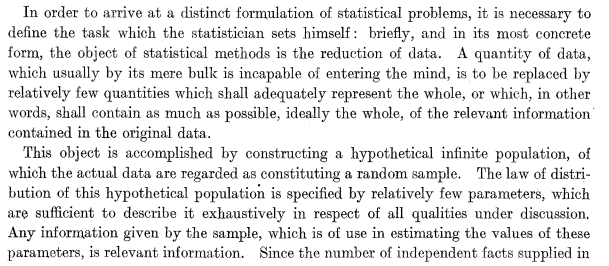 In order to arrive at a distinct formulation of statistical problems, it is necessary to
define the task which the statistician sets himself: briefly, and in its most concrete
form, the object of statistical methods is the reduction of data. A quantity of data,
which usually by its mere bulk is incapable of entering the mind, is to be replaced by
relatively few quantities which shall adequately represent the whole, or which, in other
words, shall contain as much as possible, ideally the whole, of the relevant information
contained in the original data.
This object is accomplished by constructing a hypothetical infinite population, of
which the actual data are regarded as constituting a random sample. The law of distri-
bution of this hypothetical population is specified by relatively few parameters, which
are sufficient to describe it exhaustively in respect of all qualities under discussion.
Any information given by the sample, which is of use in estimating the values of these
parameters, is relevant information. Since the number of independent facts supplied in